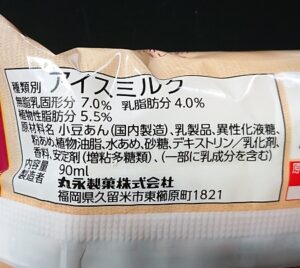 種類別 アイスミルク
無脂乳固形分 7.0% 乳脂肪分 4.0%
植物性脂肪分 5.5%
原材料名 小豆あん(国内製造)、乳製品、異性化液糖、
粉あめ、植物油脂、水あめ、砂糖、デキストリン/乳化剤、
香料、安定剤(増粘多糖類)、(一部に乳成分を含む)
内容量 90ml
製造者 丸永製菓株式会社
福岡県久留米市東櫛原町1821